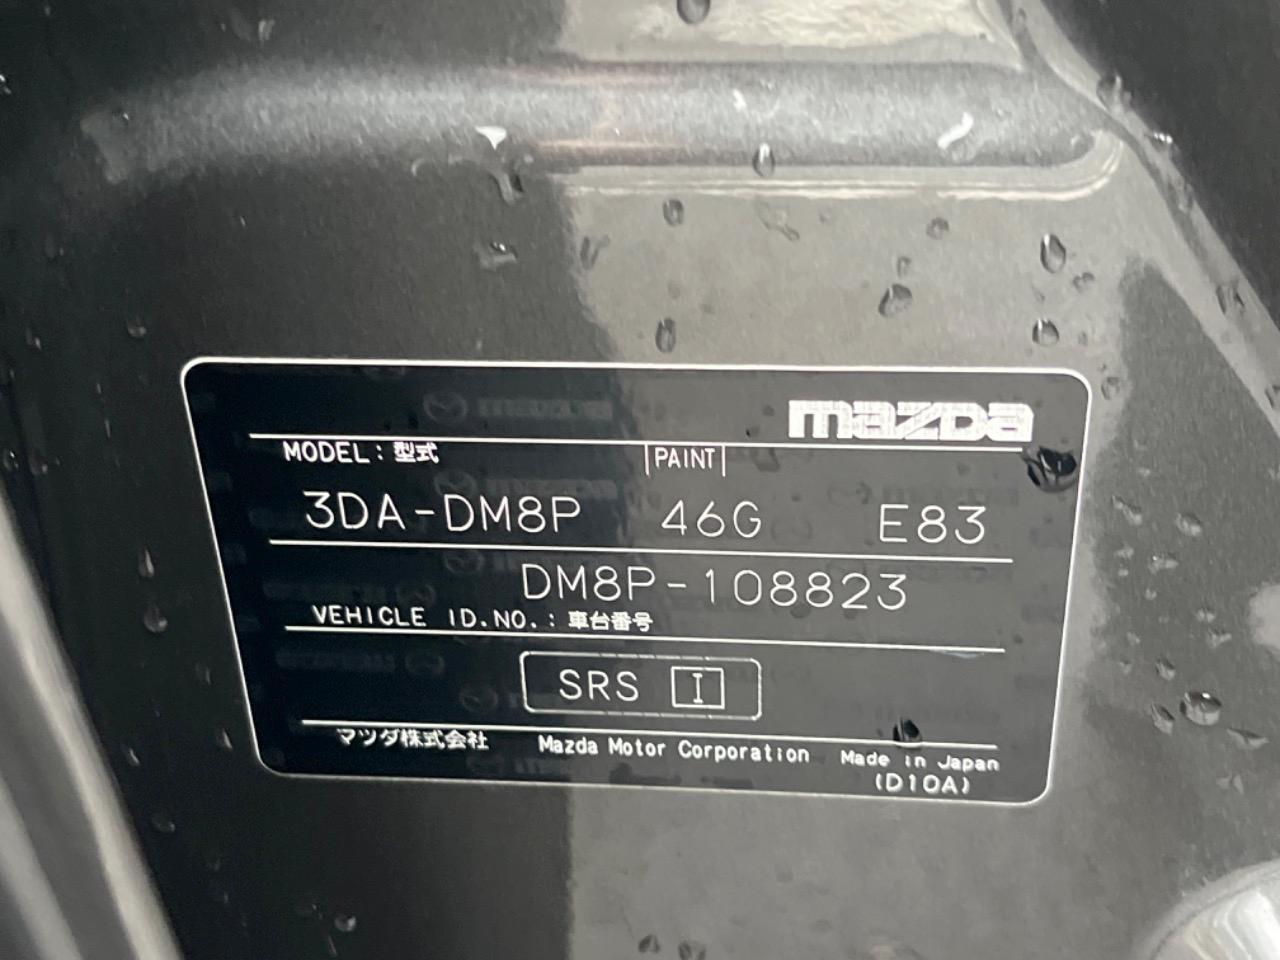 mazda
MODEL: 型式 PAINT
3DA-DM8P 46G E83
DM8P-108823
VEHICLE ID.NO.: 車台番号
SRS I
マツダ株式会社 Mazda Motor Corporation Made in Japan
(D10A)